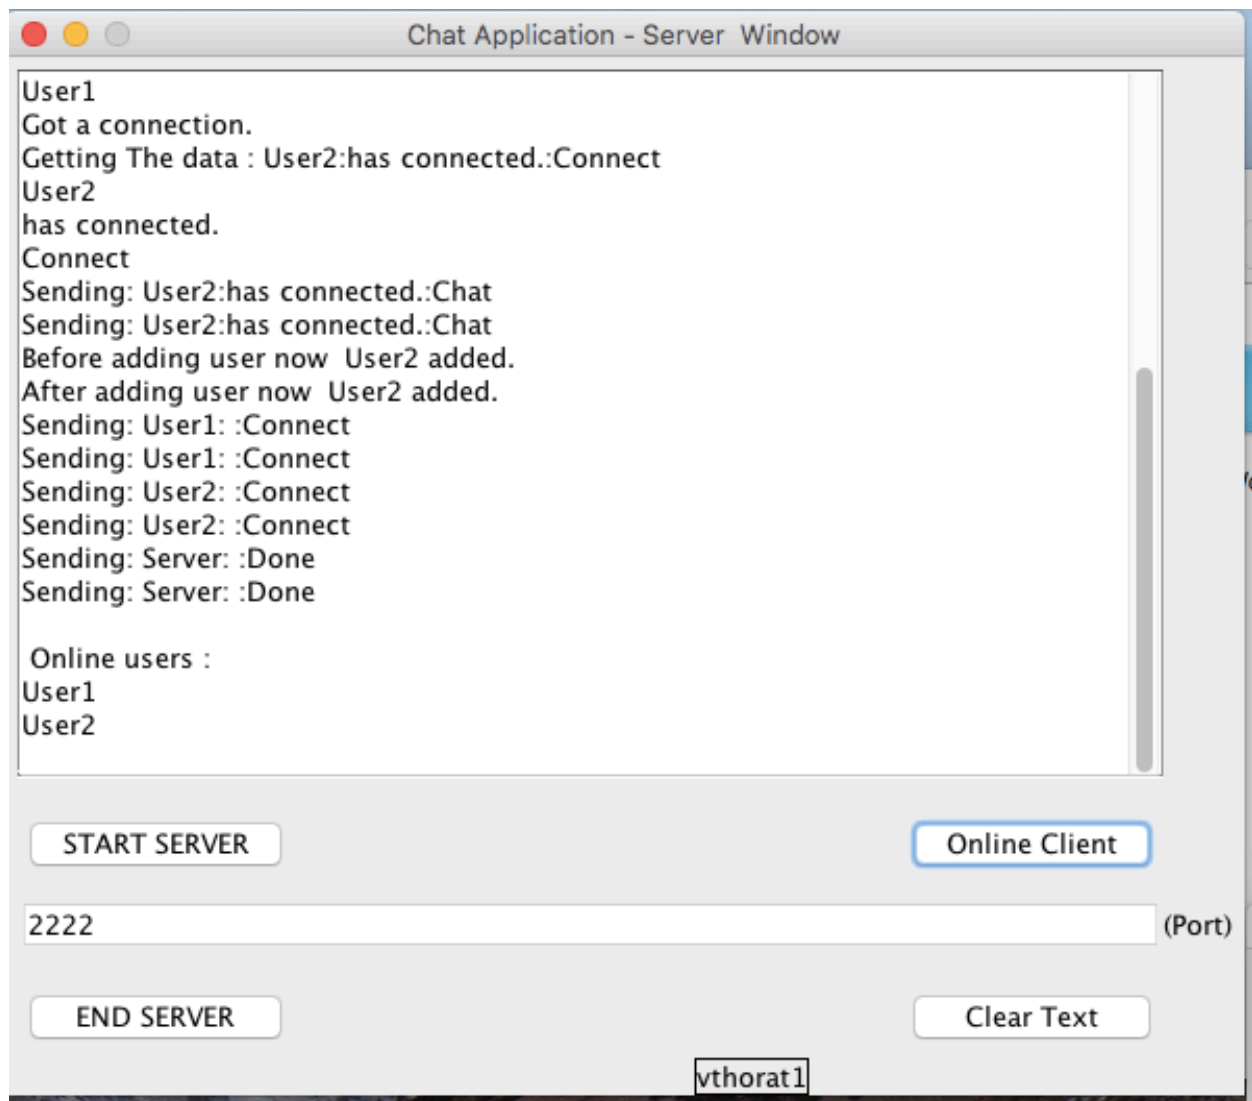 Chat Application - Server  Window
User1
Got a connection.
Getting The data : User2:has connected.:Connect
User2
has connected.
Connect
Sending: User2:has connected.:Chat
Sending: User2:has connected.:Chat
Before adding user now  User2 added.
After adding user now  User2 added.
Sending: User1: :Connect
Sending: User1: :Connect
Sending: User2: :Connect
Sending: User2: :Connect
Sending: Server: :Done
Sending: Server: :Done
Online users :
User1
User2
START SERVER
Online Client
2222
(Port)
END SERVER
Clear Text
vthorat1